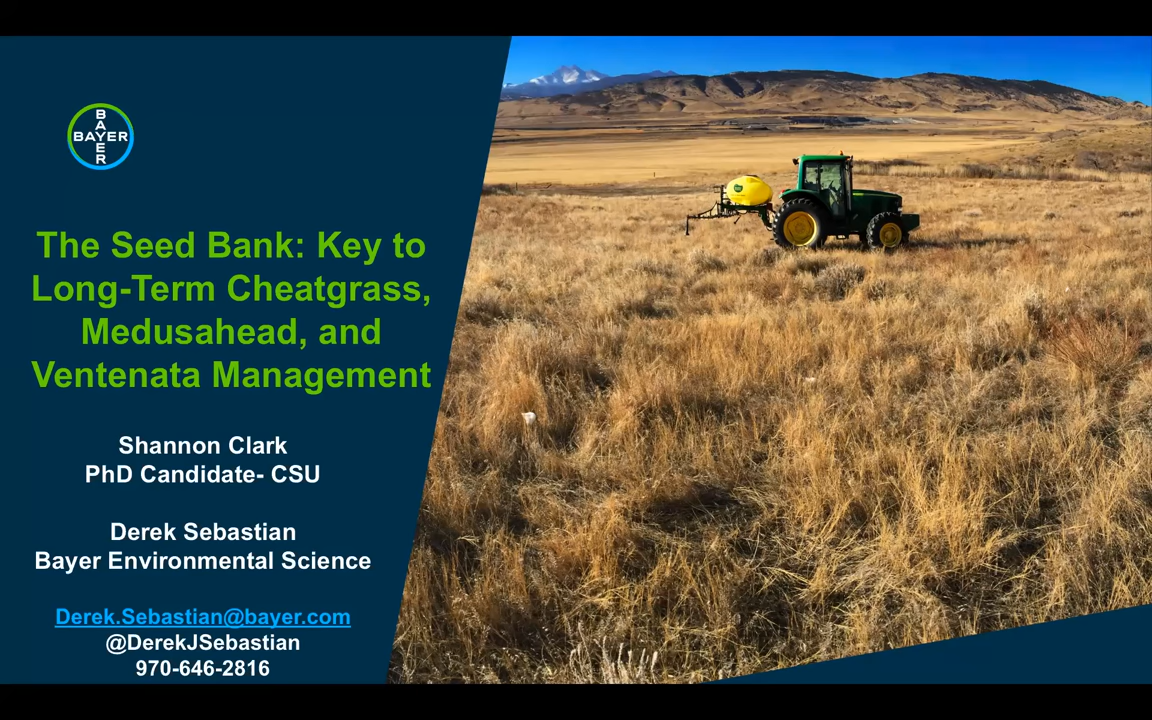 BAYER
BAYER
The Seed Bank: Key to
Long-Term Cheatgrass,
Medusahead, and
Ventenata Management
Shannon Clark
PhD Candidate- CSU
Derek Sebastian
Bayer Environmental Science
Derek.Sebastian@bayer.com
@DerekJSebastian
970-646-2816